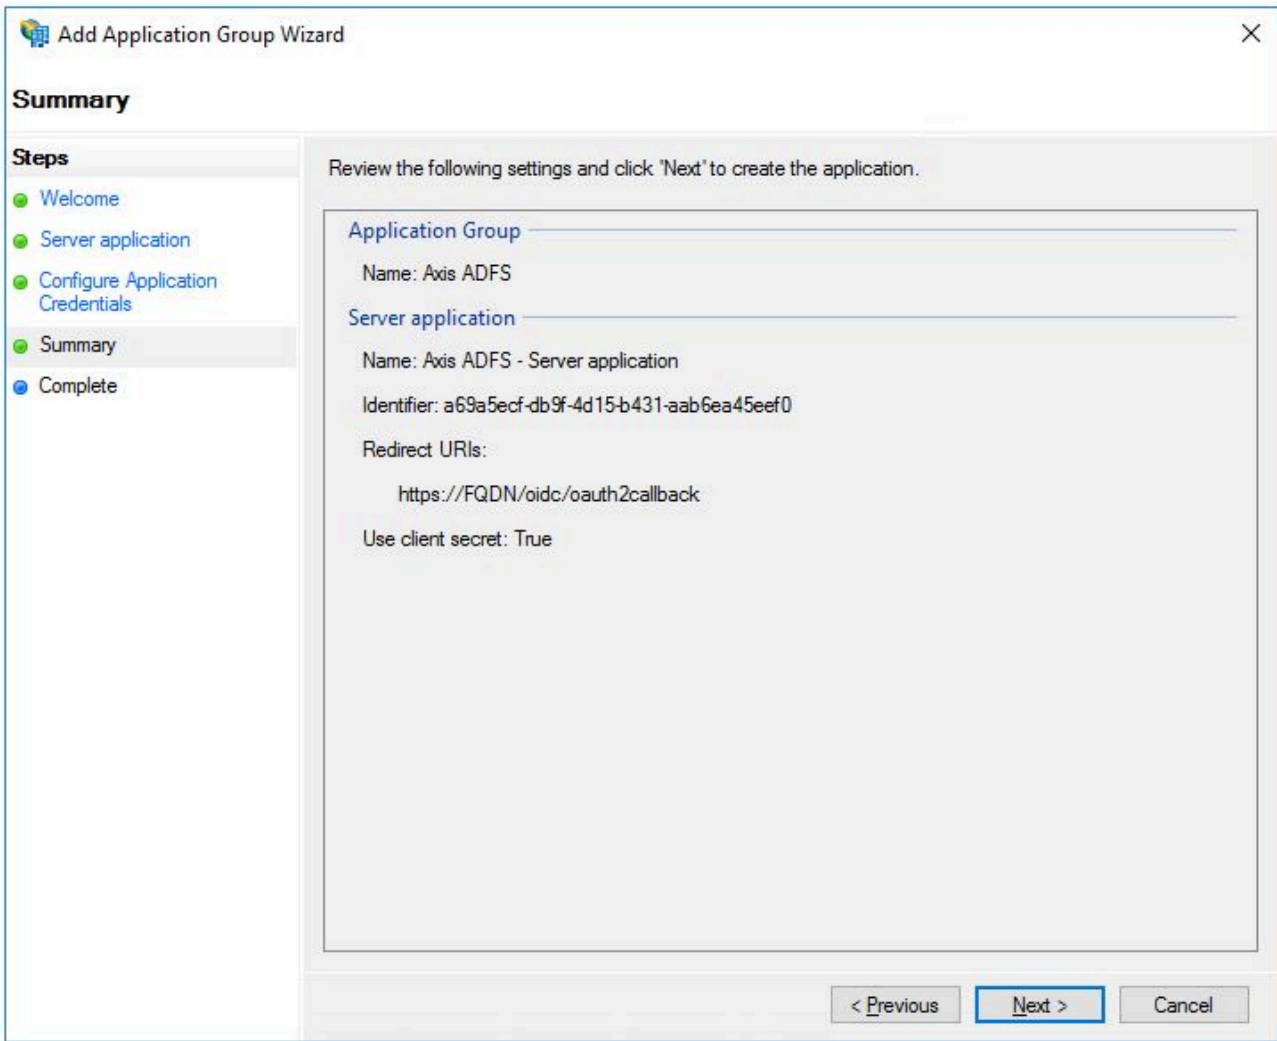 Add Application Group Wizard
Summary
Steps
Welcome
Server application
Configure Application
Credentials
Summary
Complete
Review the following settings and click 'Next' to create the application.
Application Group
Name: Axis ADFS
Server application
Name: Axis ADFS - Server application
Identifier: a69a5ecf-db9f-4d15-b431-aab6ea45eef0
Redirect URIs:
https://FQDN/oidc/oauth2callback
Use client secret: True
< Previous
Next >
Cancel